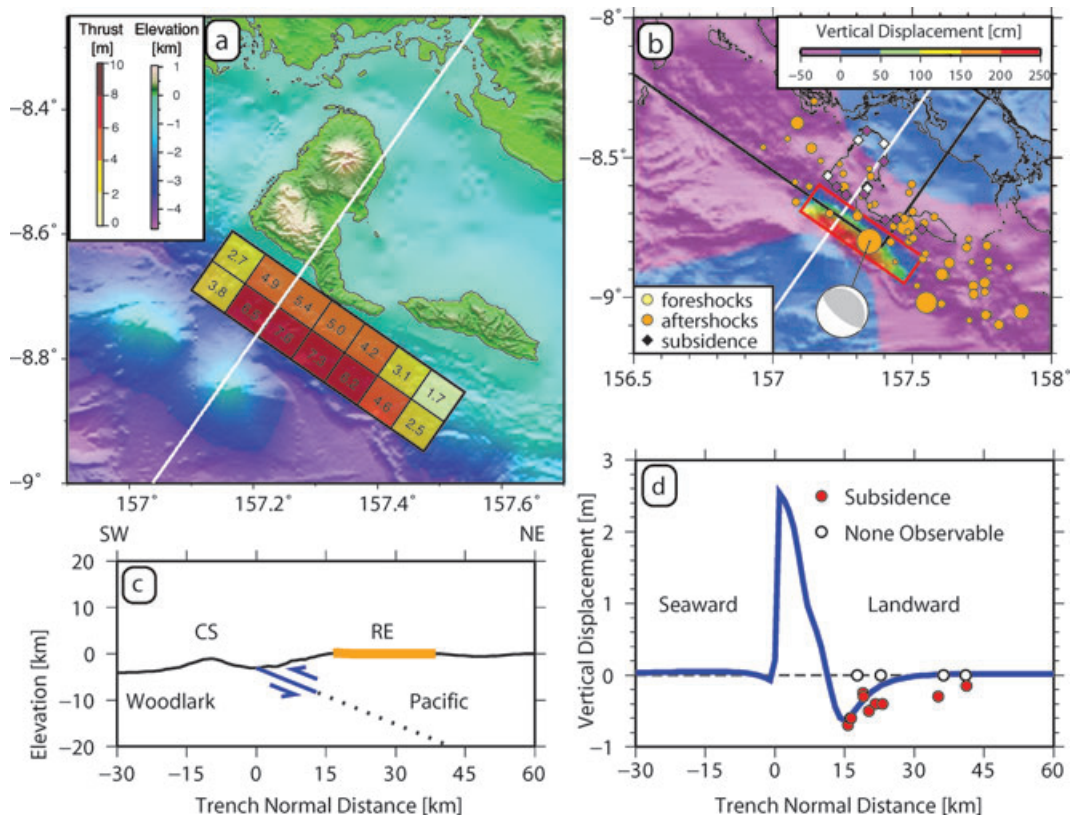 Thrust
[m]
Elevation
[km]
10
8
6
4
2
0
1
0
-1
-2
-3
-4
a
−8.4°
−8.6°
−8.8°
−9°
157°
157.2°
157.4°
157.6°
2.7
4.9
5.4
5.0
4.2
3.1
1.7
3.8
4.6
2.5
b
Vertical Displacement [cm]
−50
0
50
100
150
200
250
−8°
−8.5°
−9°
foreshocks
aftershocks
subsidence
156.5°
157°
157.5°
158°
SW
NE
c
20
10
0
−10
−20
Elevation [km]
CS
RE
Woodlark
Pacific
−30
−15
0
15
30
45
60
Trench Normal Distance [km]
d
3
2
1
0
−1
Vertical Displacement [m]
Subsidence
None Observable
Seaward
Landward
−30
−15
0
15
30
45
60
Trench Normal Distance [km]